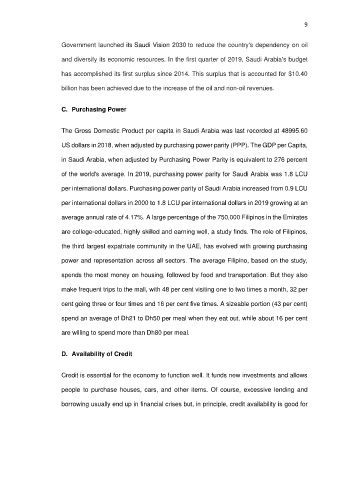 9
Government launched its Saudi Vision 2030 to reduce the country's dependency on oil
and diversify its economic resources. In the first quarter of 2019, Saudi Arabia's budget
has accomplished its first surplus since 2014. This surplus that is accounted for $10.40
billion has been achieved due to the increase of the oil and non-oil revenues.
C. Purchasing Power
The Gross Domestic Product per capita in Saudi Arabia was last recorded at 48995.60
US dollars in 2018, when adjusted by purchasing power parity (PPP). The GDP per Capita,
in Saudi Arabia, when adjusted by Purchasing Power Parity is equivalent to 276 percent
of the world's average. In 2019, purchasing power parity for Saudi Arabia was 1.8 LCU
per international dollars. Purchasing power parity of Saudi Arabia increased from 0.9 LCU
per international dollars in 2000 to 1.8 LCU per international dollars in 2019 growing at an
average annual rate of 4.17%. A large percentage of the 750,000 Filipinos in the Emirates
are college-educated, highly skilled and earning well, a study finds. The role of Filipinos,
the third largest expatriate community in the UAE, has evolved with growing purchasing
power and representation across all sectors. The average Filipino, based on the study,
spends the most money on housing, followed by food and transportation. But they also
make frequent trips to the mall, with 48 per cent visiting one to two times a month, 32 per
cent going three or four times and 16 per cent five times. A sizeable portion (43 per cent)
spend an average of Dh21 to Dh50 per meal when they eat out, while about 16 per cent
are willing to spend more than Dh80 per meal.
D. Availability of Credit
Credit is essential for the economy to function well. It funds new investments and allows
people to purchase houses, cars, and other items. Of course, excessive lending and
borrowing usually end up in financial crises but, in principle, credit availability is good for